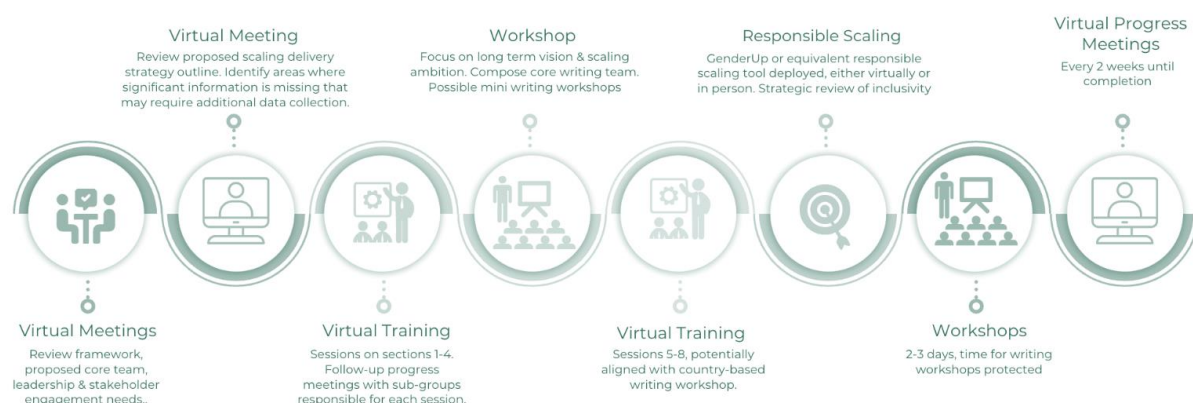 Virtual Meeting
Review proposed scaling delivery
strategy outline. Identify areas where
significant information is missing that
may require additional data collection.
Workshop
Focus on long term vision & scaling
ambition. Compose core writing team.
Possible mini writing workshops
Responsible Scaling
GenderUp or equivalent responsible
scaling tool deployed, either virtually or
in person. Strategic review of inclusivity
Virtual Progress
Meetings
Every 2 weeks until
completion
Virtual Meetings
Review framework,
proposed core team,
leadership & stakeholder
engagement needs..
Virtual Training
Sessions on sections 1-4.
Follow-up progress
meetings with sub-groups
responsible for each session.
Virtual Training
Sessions 5-8, potentially
aligned with country-based
writing workshop.
Workshops
2-3 days, time for writing
workshops protected